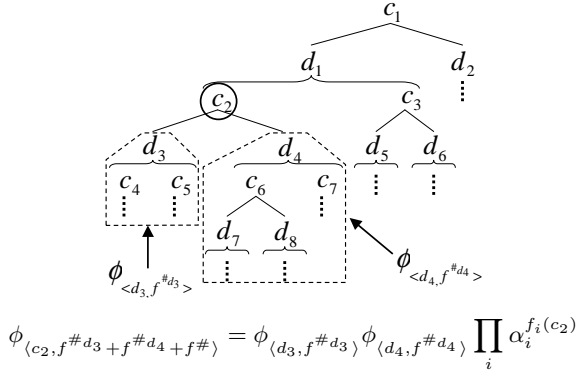 c₁
d₁ d₂
c₂ c₃
d₃ d₄ d₅ d₆
c₄ c₅ c₆ c₇
d₇ d₈
ϕ<d₃, f^{#d₃}> ϕ<d₄, f^{#d₄}>
ϕ⟨c₂, f^{#d₃}+f^{#d₄}+f^{#}⟩ = ϕ⟨d₃, f^{#d₃}⟩ ϕ⟨d₄, f^{#d₄}⟩ ∏ᵢ αᵢ^{fᵢ(c₂)}